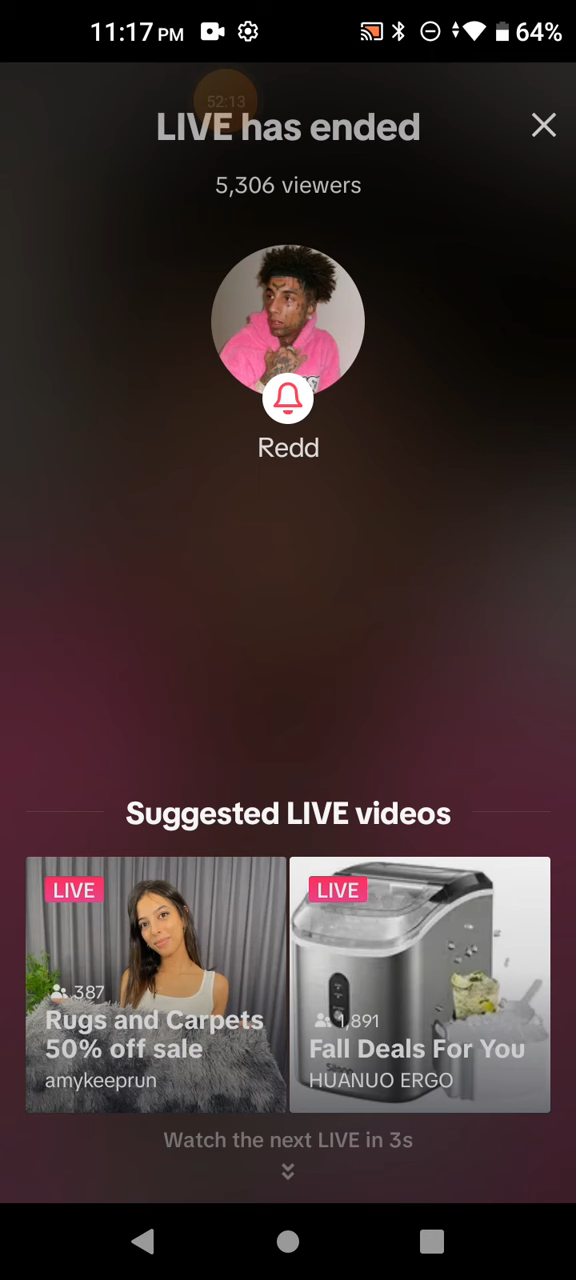 11:17 PM
64%
52:13
LIVE has ended
5,306 viewers
Redd
Suggested LIVE videos
LIVE
387
Rugs and Carpets
50% off sale
amykeeprun
LIVE
1,891
Fall Deals For You
HUANUO ERGO
Watch the next LIVE in 3s